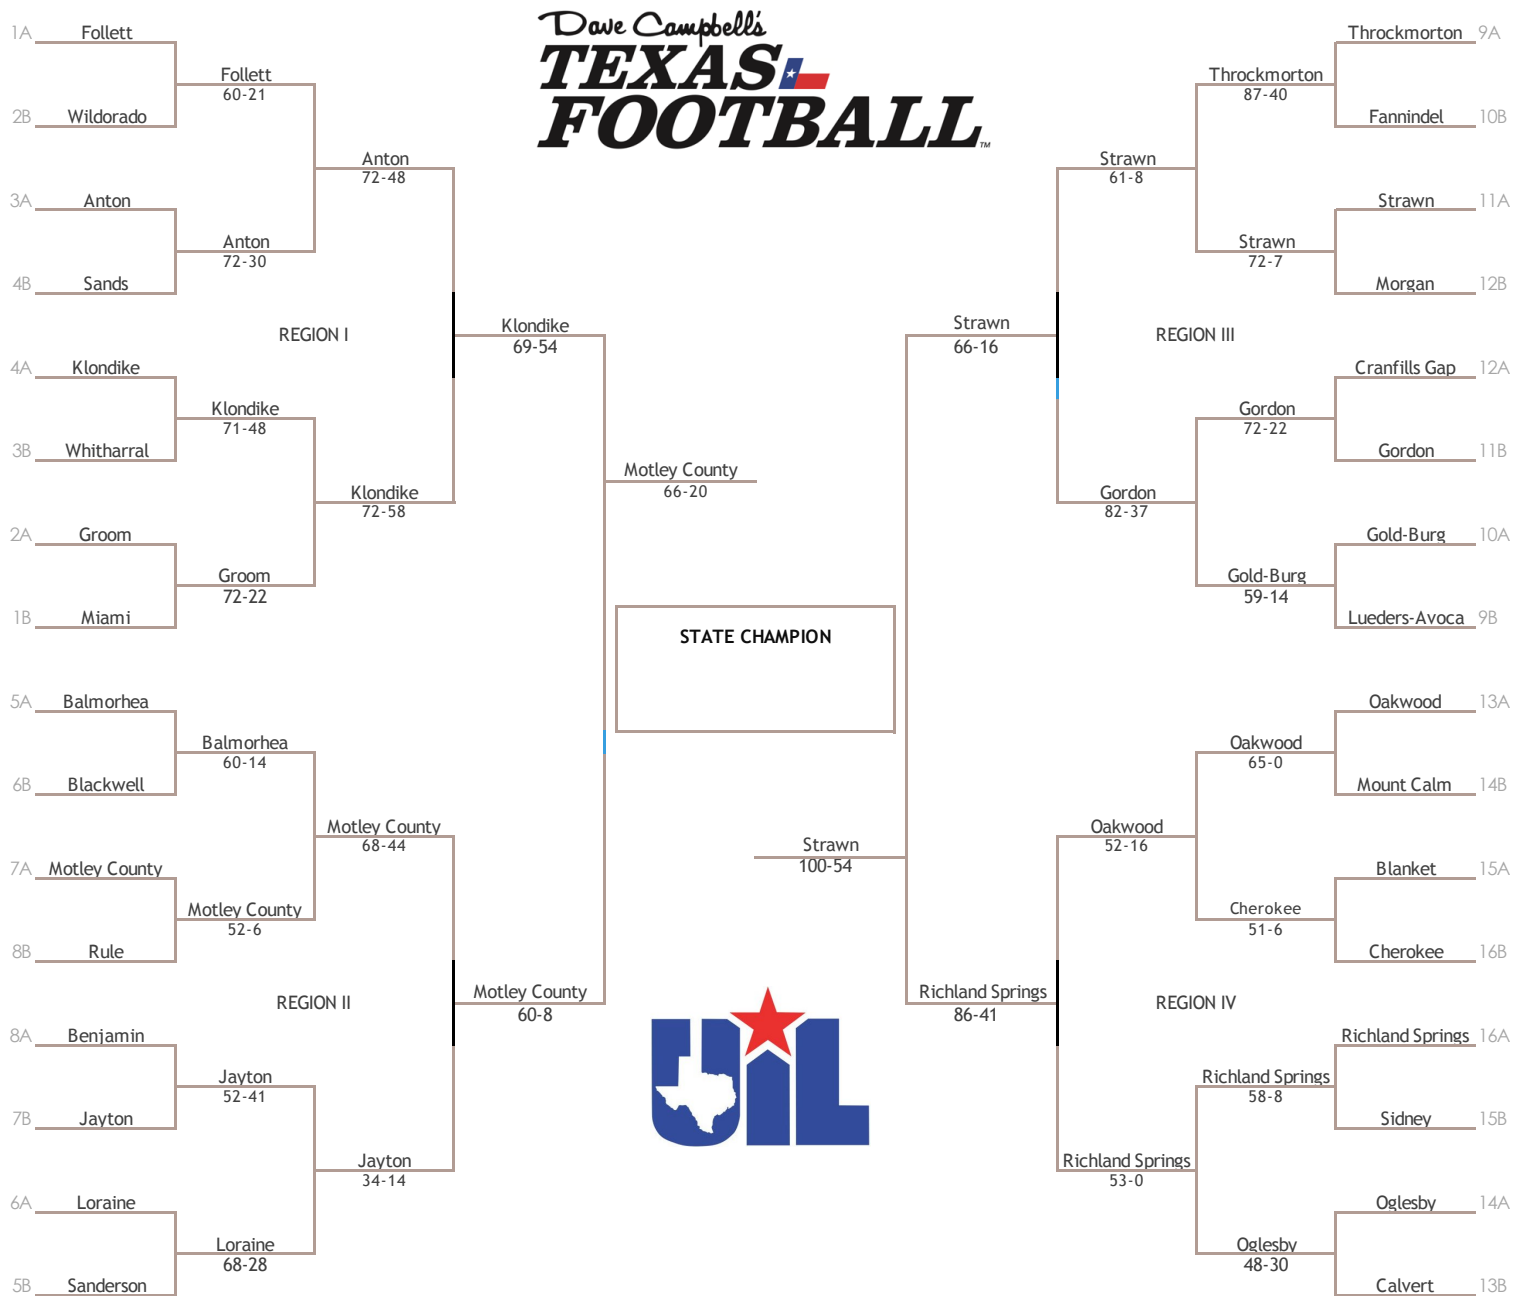 Dave Campbell's
TEXAS
FOOTBALL™
1A Follett
Follett
60-21
2B Wildorado
Anton
72-48
3A Anton
Anton
72-30
4B Sands
REGION I
Klondike
69-54
4A Klondike
Klondike
71-48
3B Whitharral
Klondike
72-58
2A Groom
Groom
72-22
1B Miami
Motley County
66-20
5A Balmorhea
Balmorhea
60-14
6B Blackwell
Motley County
68-44
7A Motley County
Motley County
52-6
8B Rule
REGION II
Motley County
60-8
8A Benjamin
Jayton
52-41
7B Jayton
Jayton
34-14
6A Loraine
Loraine
68-28
5B Sanderson
STATE CHAMPION
Throckmorton 9A
Throckmorton
87-40
Fannindel 10B
Strawn
61-8
Strawn 11A
Strawn
72-7
Morgan 12B
Strawn
66-16
REGION III
Cranfills Gap 12A
Gordon
72-22
Gordon 11B
Gordon
82-37
Gold-Burg 10A
Gold-Burg
59-14
Lueders-Avoca 9B
Strawn
100-54
Oakwood 13A
Oakwood
65-0
Mount Calm 14B
Oakwood
52-16
Blanket 15A
Cherokee
51-6
Cherokee 16B
Richland Springs
86-41
REGION IV
Richland Springs 16A
Richland Springs
58-8
Sidney 15B
Richland Springs
53-0
Oglesby 14A
Oglesby
48-30
Calvert 13B
UIL